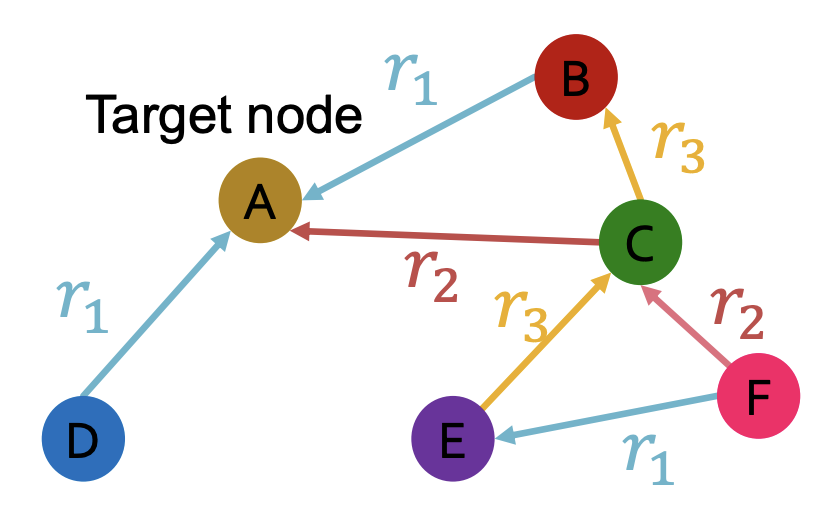 B
r₁
Target node
r₃
A
C
r₂
r₁
r₃
r₂
F
D
E
r₁